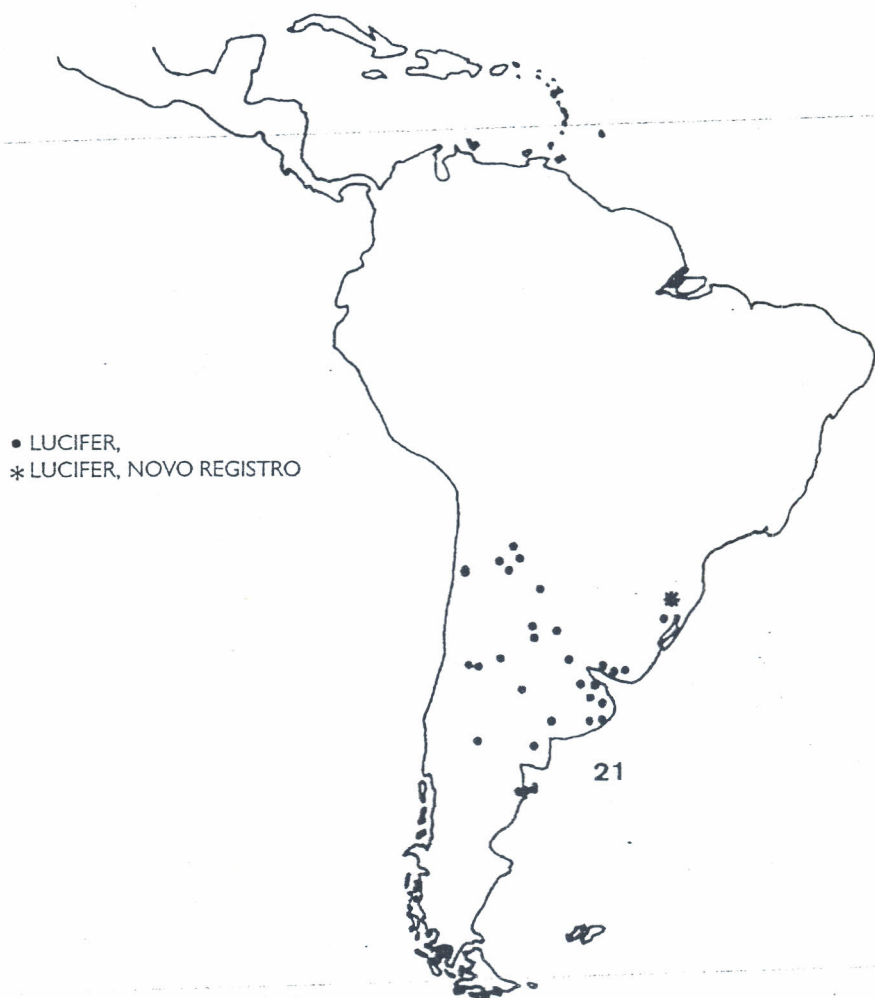 • LUCIFER,
* LUCIFER, NOVO REGISTRO
21